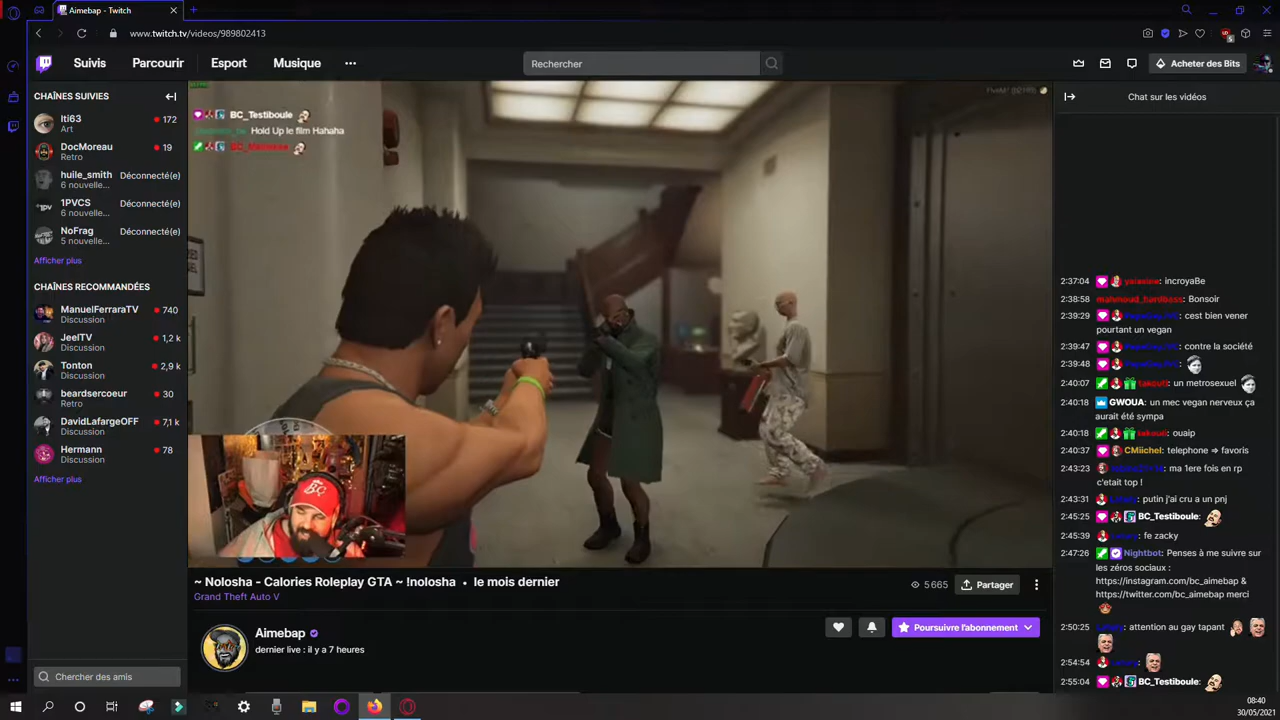 Aimebap - Twitch
www.twitch.tv/videos/989802413
Suivis
Parcourir
Esport
Musique
Rechercher
Acheter des Bits
CHAÎNES SUIVIES
Iti63
172
Art
DocMoreau
19
Retro
huile_smith
Déconnecté(e)
6 nouvelle...
1PVCS
Déconnecté(e)
6 nouvelle...
NoFrag
Déconnecté(e)
5 nouvelle...
Afficher plus
CHAÎNES RECOMMANDÉES
ManuelFerraraTV
740
Discussion
JeelTV
1,2 k
Discussion
Tonton
2,9 k
Discussion
beardsercoeur
30
Retro
DavidLafargeOFF
7,1 k
Discussion
Hermann
78
Discussion
Afficher plus
Chercher des amis
BC_Testiboule
Hold Up le film Hahaha
BC
~ Nolosha - Calories Roleplay GTA ~ !nolosha • le mois dernier
Grand Theft Auto V
5 665
Partager
Aimebap
dernier live : il y a 7 heures
Poursuivre l'abonnement
Chat sur les vidéos
2:37:04 yaissine: incroyaBe
2:38:58
: Bonsoir
2:39:29 : cest bien vener
pourtant un vegan
2:39:47 : contre la société
2:39:48
2:40:07 : un metrosexuel
2:40:18
GWOUA: un mec vegan nerveux ça
aurait été sympa
2:40:18 : ouaip
2:40:37 CMiichel: telephone => favoris
2:43:23 : ma 1ere fois en rp
c'etait top !
2:43:31 : putin j'ai cru a un pnj
2:45:25 BC_Testiboule:
2:45:39 : fe zacky
2:47:26 Nightbot: Penses à me suivre sur
les zéros sociaux :
https://instagram.com/bc_aimebap &
https://twitter.com/bc_aimebap merci
2:50:25 : attention au gay tapant
2:54:54
2:55:04 BC_Testiboule:
08:40
30/05/2021